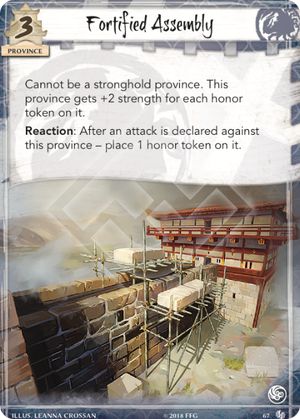 Fortified Assembly
3
PROVINCE
Cannot be a stronghold province. This
province gets +2 strength for each honor
token on it.
Reaction: After an attack is declared against
this province – place 1 honor token on it.
ILLUS. LEANNA CROSSAN
©2018 FFG
67